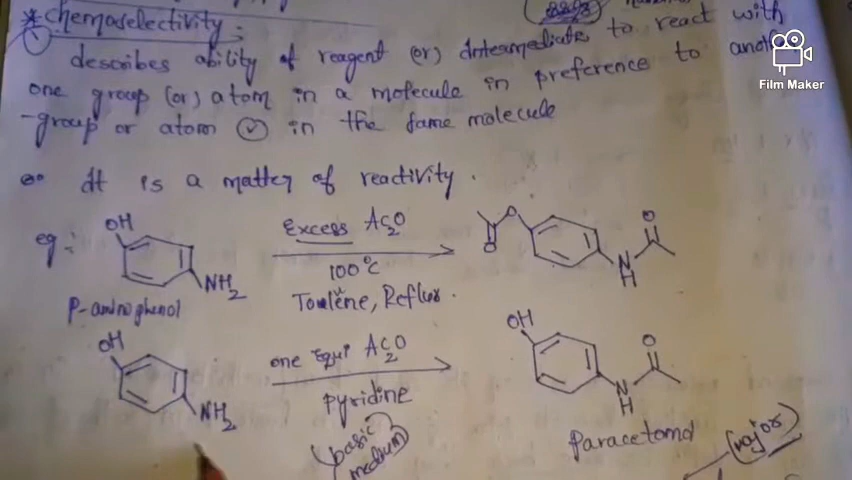 *chemoselectivity:
describes ability of reagent (or) Intermediate to react with
one group (or) atom in a molecule in preference to anoth
-group or atom in the same molecule
It is a matter of reactivity.
eg:
OH
NH2
P-aminophenol
Excess Ac2O
100°C
Toulene, Reflux.
O
O
O
N
H
OH
NH2
one Equi Ac2O
Pyridine
(basic
medium)
OH
O
N
H
Paracetamol
(major)
Film Maker